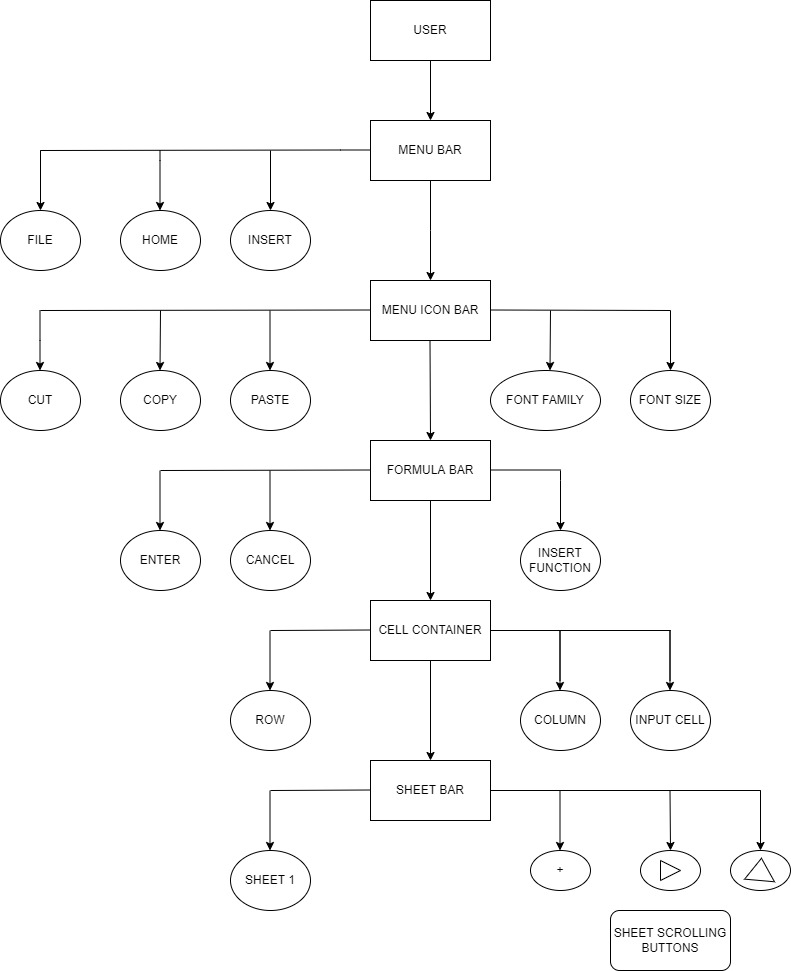 USER
MENU BAR
FILE
HOME
INSERT
MENU ICON BAR
CUT
COPY
PASTE
FONT FAMILY
FONT SIZE
FORMULA BAR
ENTER
CANCEL
INSERT
FUNCTION
CELL CONTAINER
ROW
COLUMN
INPUT CELL
SHEET BAR
SHEET 1
+
SHEET SCROLLING
BUTTONS